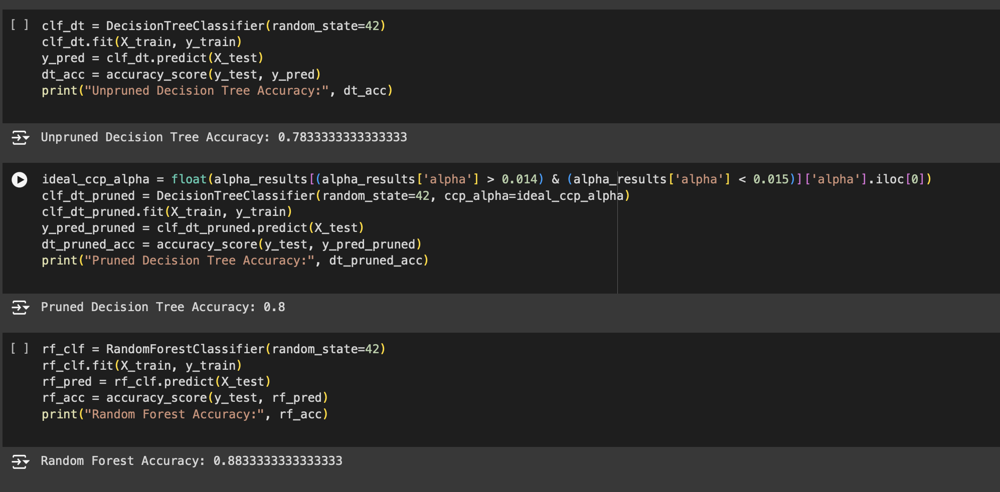 [ ] clf_dt = DecisionTreeClassifier(random_state=42)
clf_dt.fit(X_train, y_train)
y_pred = clf_dt.predict(X_test)
dt_acc = accuracy_score(y_test, y_pred)
print("Unpruned Decision Tree Accuracy:", dt_acc)
Unpruned Decision Tree Accuracy: 0.7833333333333333
ideal_ccp_alpha = float(alpha_results[(alpha_results['alpha'] > 0.014) & (alpha_results['alpha'] < 0.015)]['alpha'].iloc[0])
clf_dt_pruned = DecisionTreeClassifier(random_state=42, ccp_alpha=ideal_ccp_alpha)
clf_dt_pruned.fit(X_train, y_train)
y_pred_pruned = clf_dt_pruned.predict(X_test)
dt_pruned_acc = accuracy_score(y_test, y_pred_pruned)
print("Pruned Decision Tree Accuracy:", dt_pruned_acc)
Pruned Decision Tree Accuracy: 0.8
[ ] rf_clf = RandomForestClassifier(random_state=42)
rf_clf.fit(X_train, y_train)
rf_pred = rf_clf.predict(X_test)
rf_acc = accuracy_score(y_test, rf_pred)
print("Random Forest Accuracy:", rf_acc)
Random Forest Accuracy: 0.8833333333333333